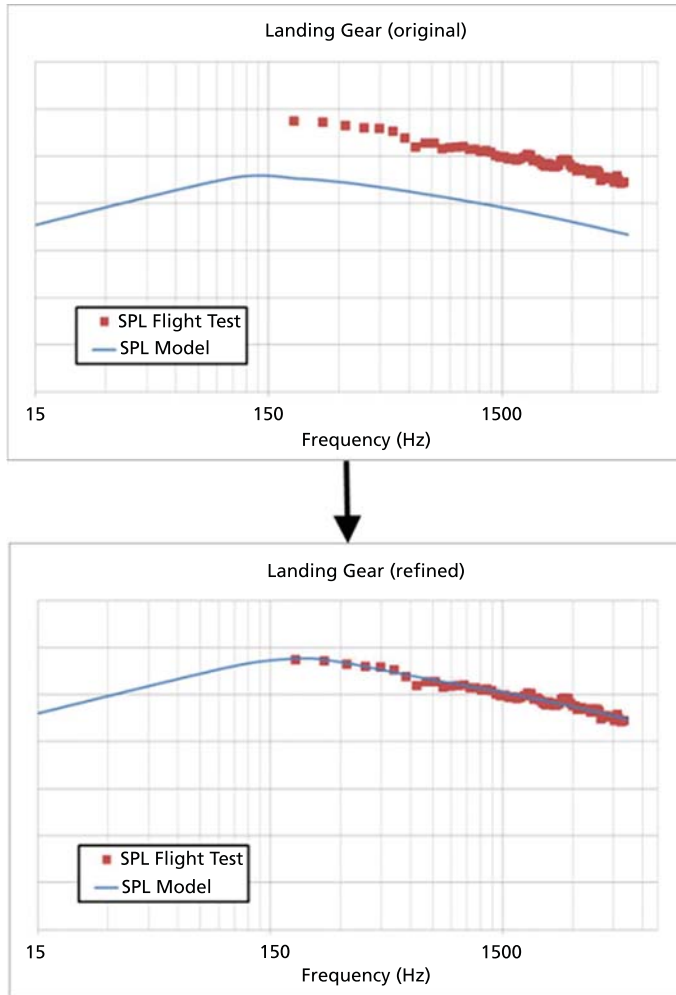 Landing Gear (original)
SPL Flight Test
SPL Model
15 150 1500
Frequency (Hz)
Landing Gear (refined)
SPL Flight Test
SPL Model
15 150 1500
Frequency (Hz)